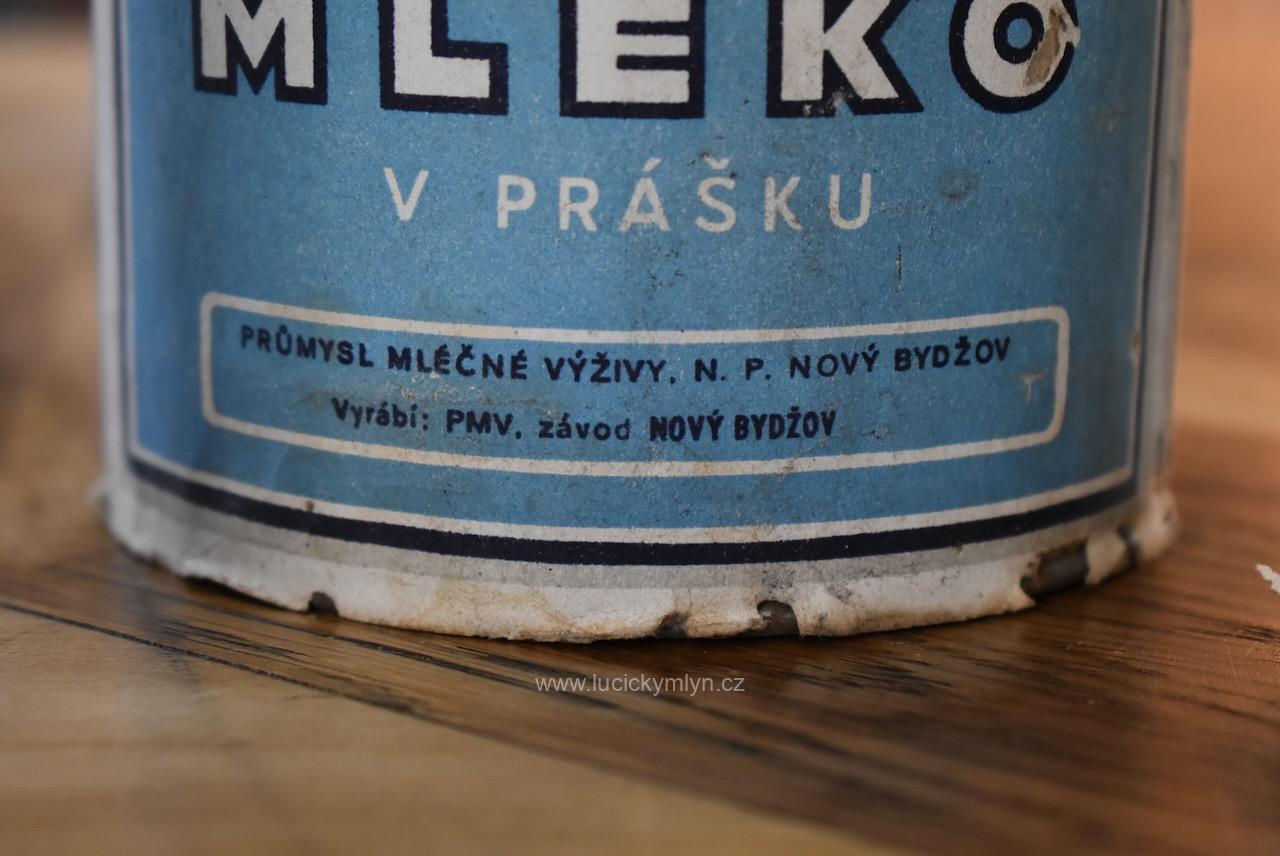 MLÉKO
V PRÁŠKU
PRŮMYSL MLÉČNÉ VÝŽIVY, N. P. NOVÝ BYDŽOV
Vyrábí: PMV, závod NOVÝ BYDŽOV
www.lucickymlyn.cz